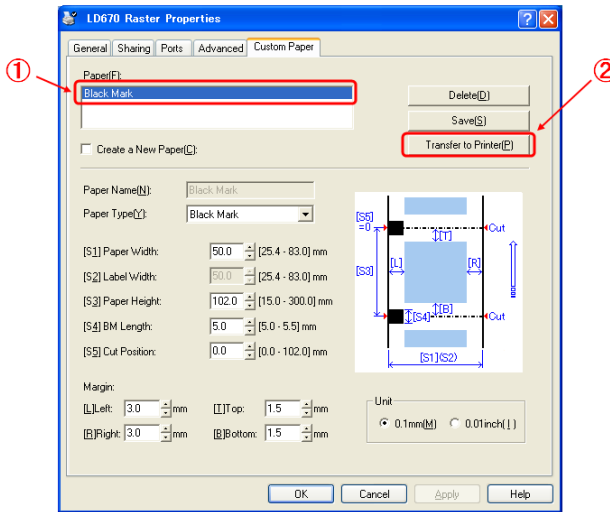 LD670 Raster Properties
General Sharing Ports Advanced Custom Paper
①
②
Paper(F):
Black Mark
Delete(D)
Save(S)
Transfer to Printer(P)
Create a New Paper(C):
Paper Name(N): Black Mark
Paper Type(Y): Black Mark
[S1] Paper Width: 50.0 [25.4 - 83.0] mm
[S2] Label Width: 50.0 [25.4 - 83.0] mm
[S3] Paper Height: 102.0 [15.0 - 300.0] mm
[S4] BM Length: 5.0 [5.0 - 5.5] mm
[S5] Cut Position: 0.0 [0.0 - 102.0] mm
[S5]
=0
Cut
[T]
[L]
[R]
[S3]
[B]
[S4]
Cut
[S1](S2)
Margin:
[L]Left: 3.0 mm [T]Top: 1.5 mm
[R]Right: 3.0 mm [B]Bottom: 1.5 mm
Unit
0.1mm(M) 0.01inch(I)
OK Cancel Apply Help